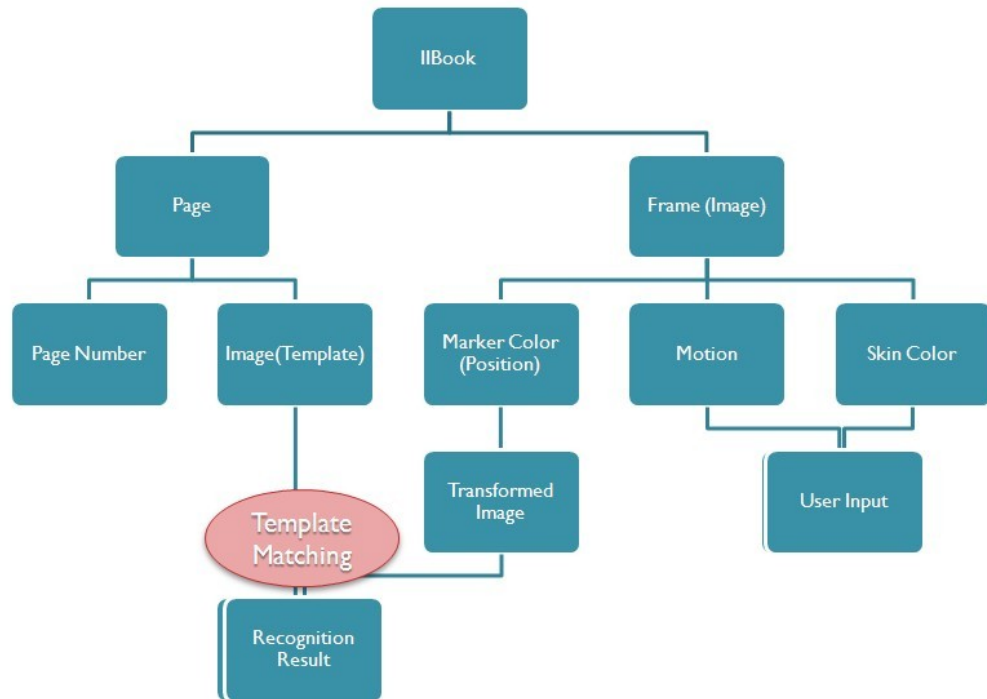 IIBook
Page
Frame (Image)
Page Number
Image(Template)
Marker Color
(Position)
Motion
Skin Color
Transformed
Image
User Input
Template
Matching
Recognition
Result